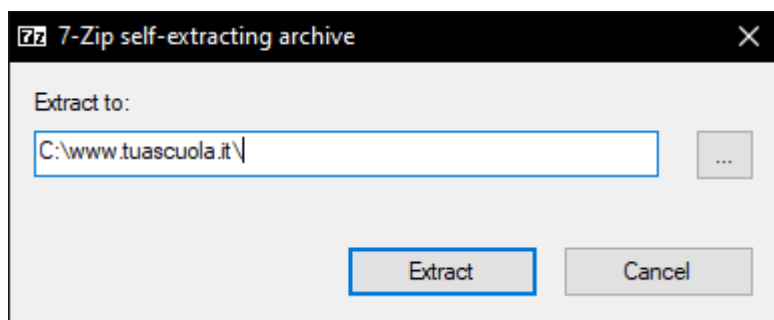 7z 7-Zip self-extracting archive
Extract to:
C:\www.tuascuola.it\
...
Extract Cancel